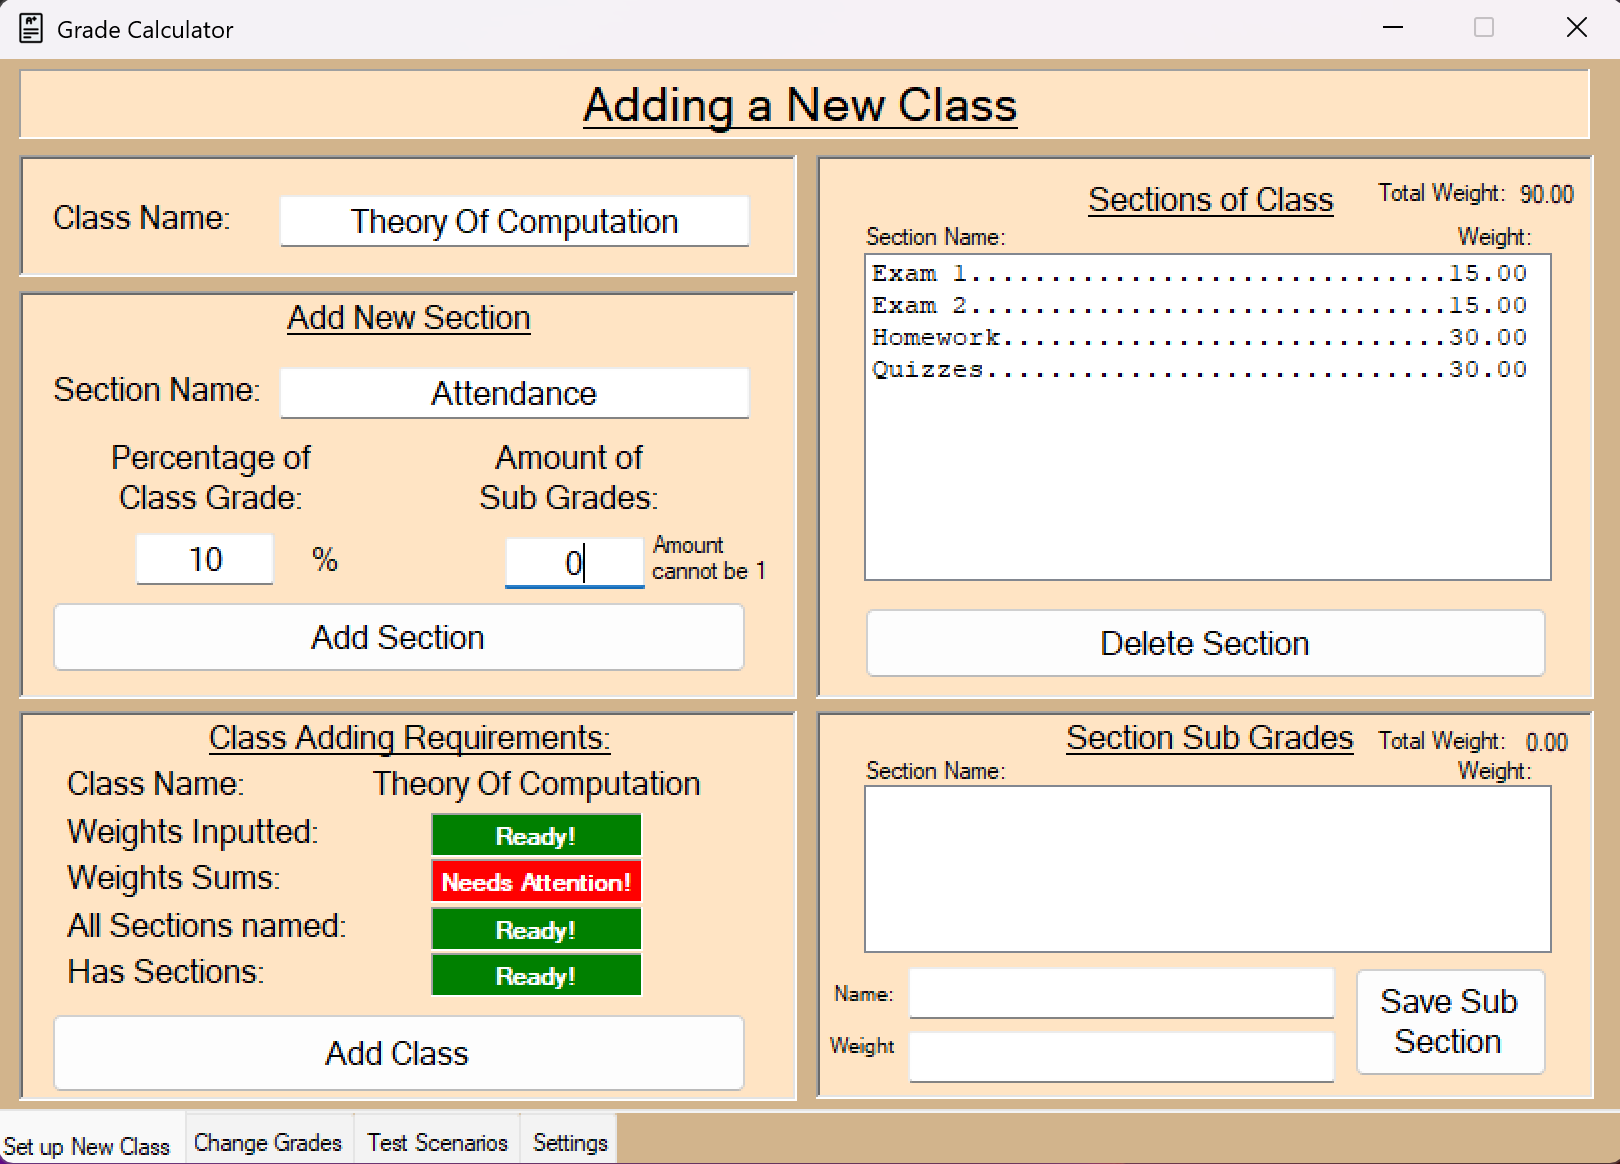 Grade Calculator
Adding a New Class
Class Name: Theory Of Computation
Add New Section
Section Name: Attendance
Percentage of
Class Grade:
10 %
Amount of
Sub Grades:
0
Amount
cannot be 1
Add Section
Class Adding Requirements:
Class Name: Theory Of Computation
Weights Inputted: Ready!
Weights Sums: Needs Attention!
All Sections named: Ready!
Has Sections: Ready!
Add Class
Sections of Class
Total Weight: 90.00
Section Name: Weight:
Exam 1..............................15.00
Exam 2..............................15.00
Homework............................30.00
Quizzes.............................30.00
Delete Section
Section Sub Grades
Total Weight: 0.00
Section Name: Weight:
Name:
Weight
Save Sub
Section
Set up New Class Change Grades Test Scenarios Settings